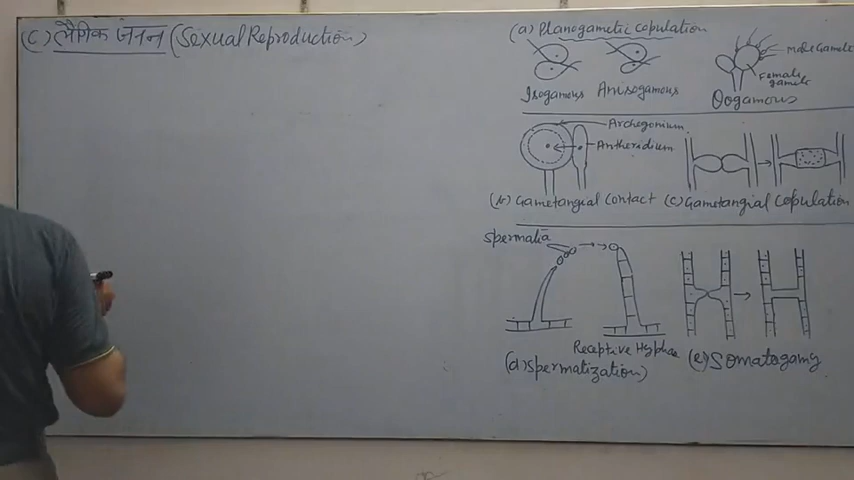 (C) लैंगिक जनन (Sexual Reproduction)
(a) Planogametic copulation
male Gamete
Female gamete
Isogamous Anisogamous Oogamous
Archegonium
Antheridium
(b) Gametangial Contact (C) Gametangial Copulation
Spermatia
Receptive Hyphae
(d) Spermatization) (e) Somatogamy